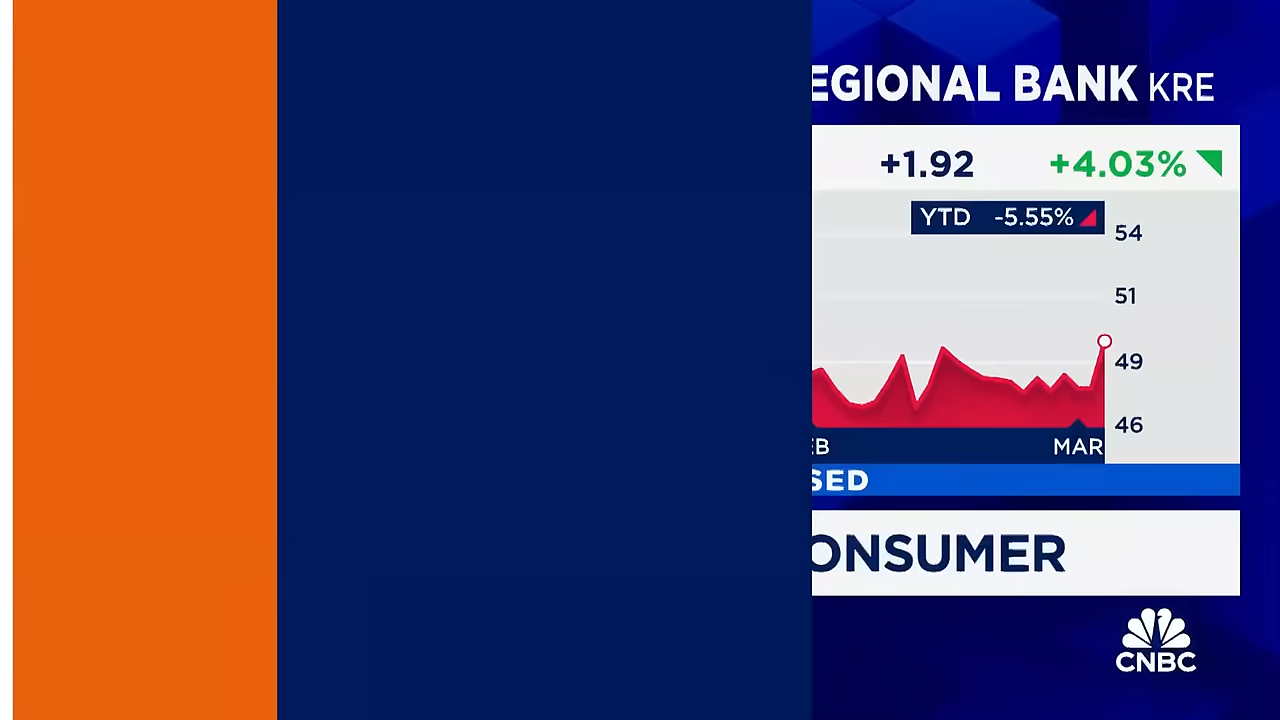 EGIONAL BANK KRE
+1.92 +4.03%
YTD -5.55%
54
51
49
46
EB MAR
SED
ONSUMER
CNBC